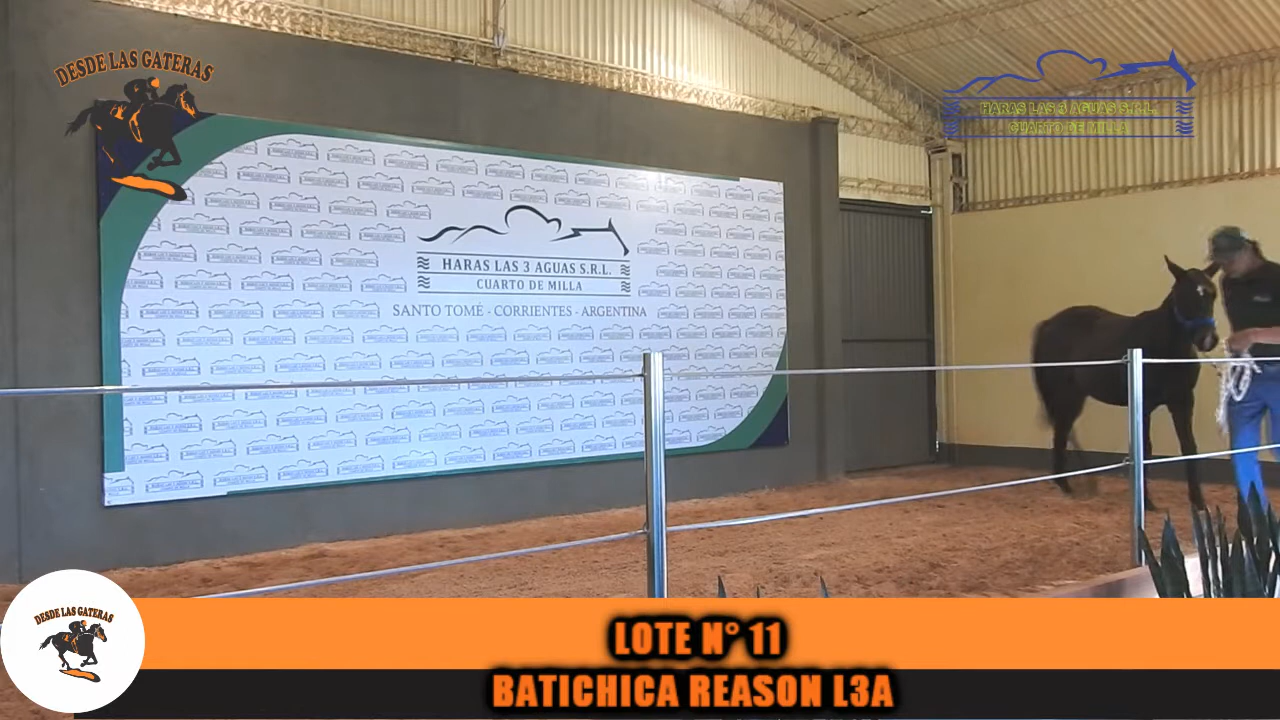 DESDE LAS GATERAS
HARAS LAS 3 AGUAS S.R.L.
CUARTO DE MILLA
HARAS LAS 3 AGUAS S.R.L.
CUARTO DE MILLA
SANTO TOMÉ - CORRIENTES - ARGENTINA
DESDE LAS GATERAS
LOTE N° 11
BATICHICA REASON L3A